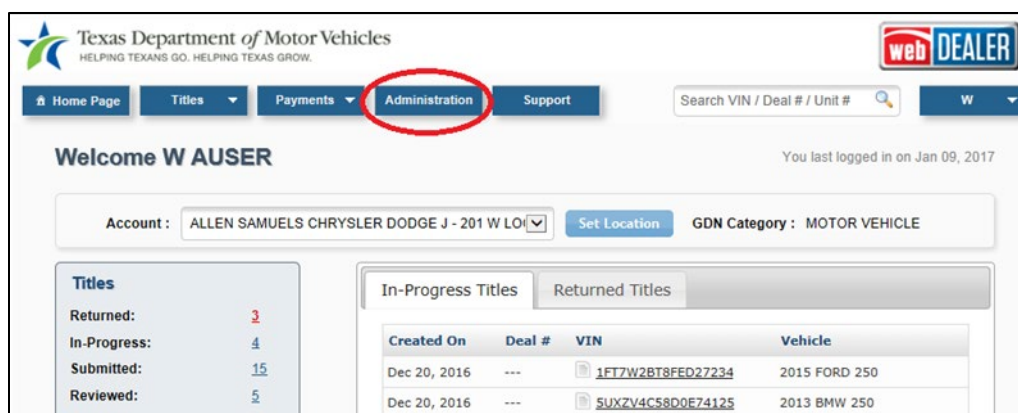 Texas Department of Motor Vehicles
HELPING TEXANS GO. HELPING TEXAS GROW.
web DEALER
Home Page Titles Payments Administration Support Search VIN / Deal # / Unit # W
Welcome W AUSER You last logged in on Jan 09, 2017
Account : ALLEN SAMUELS CHRYSLER DODGE J - 201 W LO Set Location GDN Category : MOTOR VEHICLE
Titles
Returned: 3
In-Progress: 4
Submitted: 15
Reviewed: 5
In-Progress Titles Returned Titles
Created On Deal # VIN Vehicle
Dec 20, 2016 --- 1FT7W2BT8FED27234 2015 FORD 250
Dec 20, 2016 --- 5UXZV4C58D0E74125 2013 BMW 250